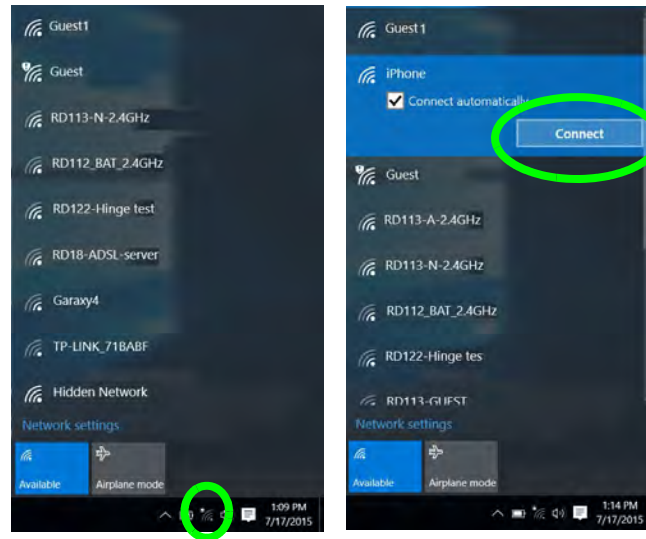 Guest1
Guest
RD113-N-2.4GHz
RD112_BAT_2.4GHz
RD122-Hinge test
RD18-ADSL-server
Garaxy4
TP-LINK_71BABF
Hidden Network
Network settings
Available
Airplane mode
1:09 PM
7/17/2015
Guest 1
iPhone
Connect automatically
Connect
Guest
RD113-A-2.4GHz
RD113-N-2.4GHz
RD112_BAT_2.4GHz
RD122-Hinge tes
RD113-GUEST
Network settings
Available
Airplane mode
1:14 PM
7/17/2015